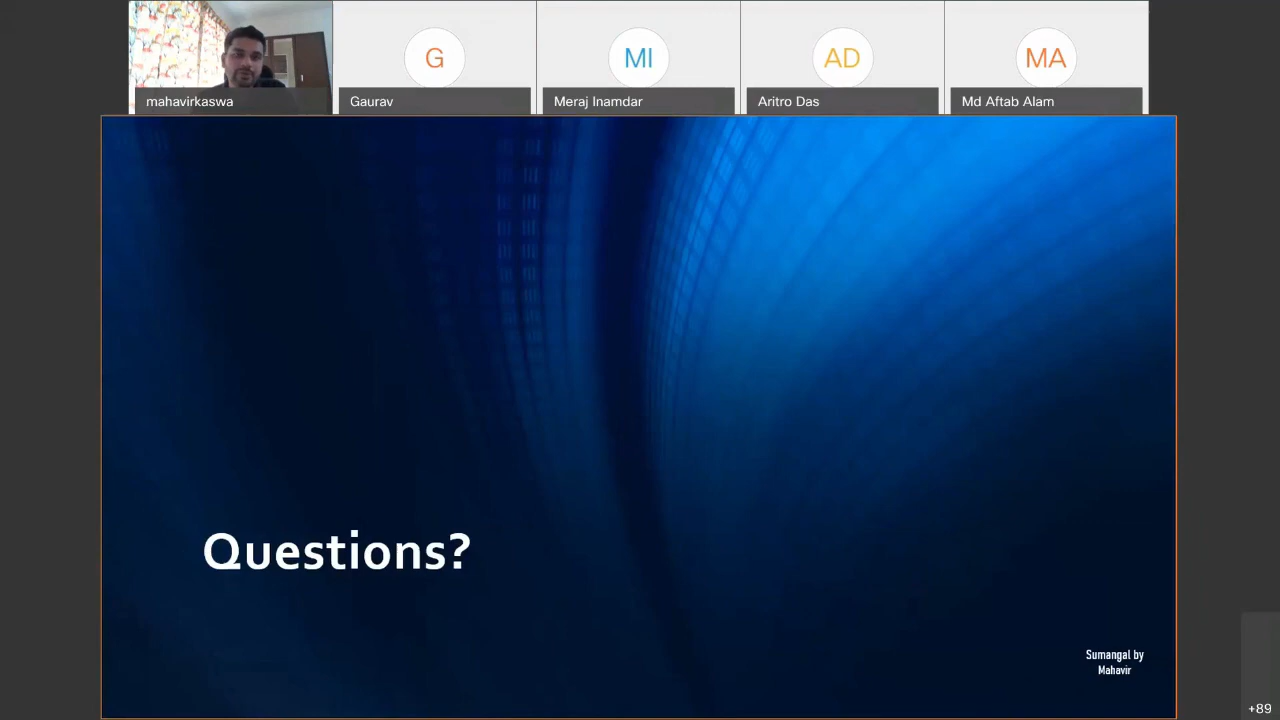 G
MI
AD
MA
mahavirkaswa
Gaurav
Meraj Inamdar
Aritro Das
Md Aftab Alam
Questions?
Sumangal by
Mahavir
+89